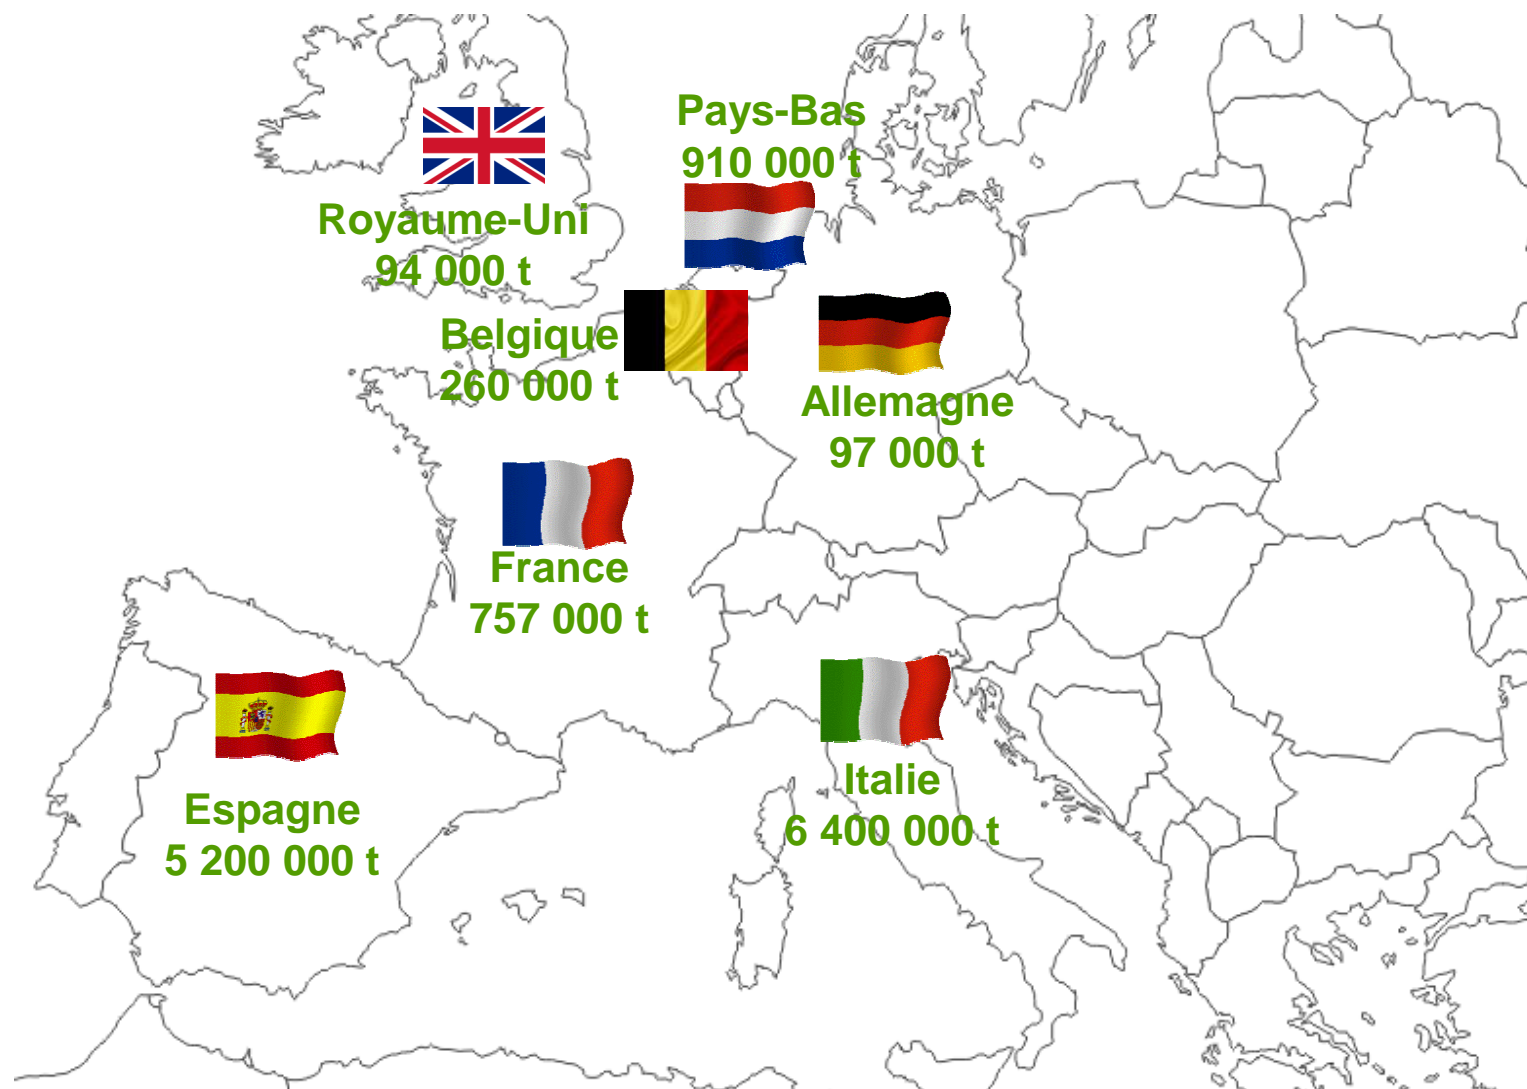 Pays-Bas
910 000 t
Royaume-Uni
94 000 t
Belgique
260 000 t
Allemagne
97 000 t
France
757 000 t
Espagne
5 200 000 t
Italie
6 400 000 t